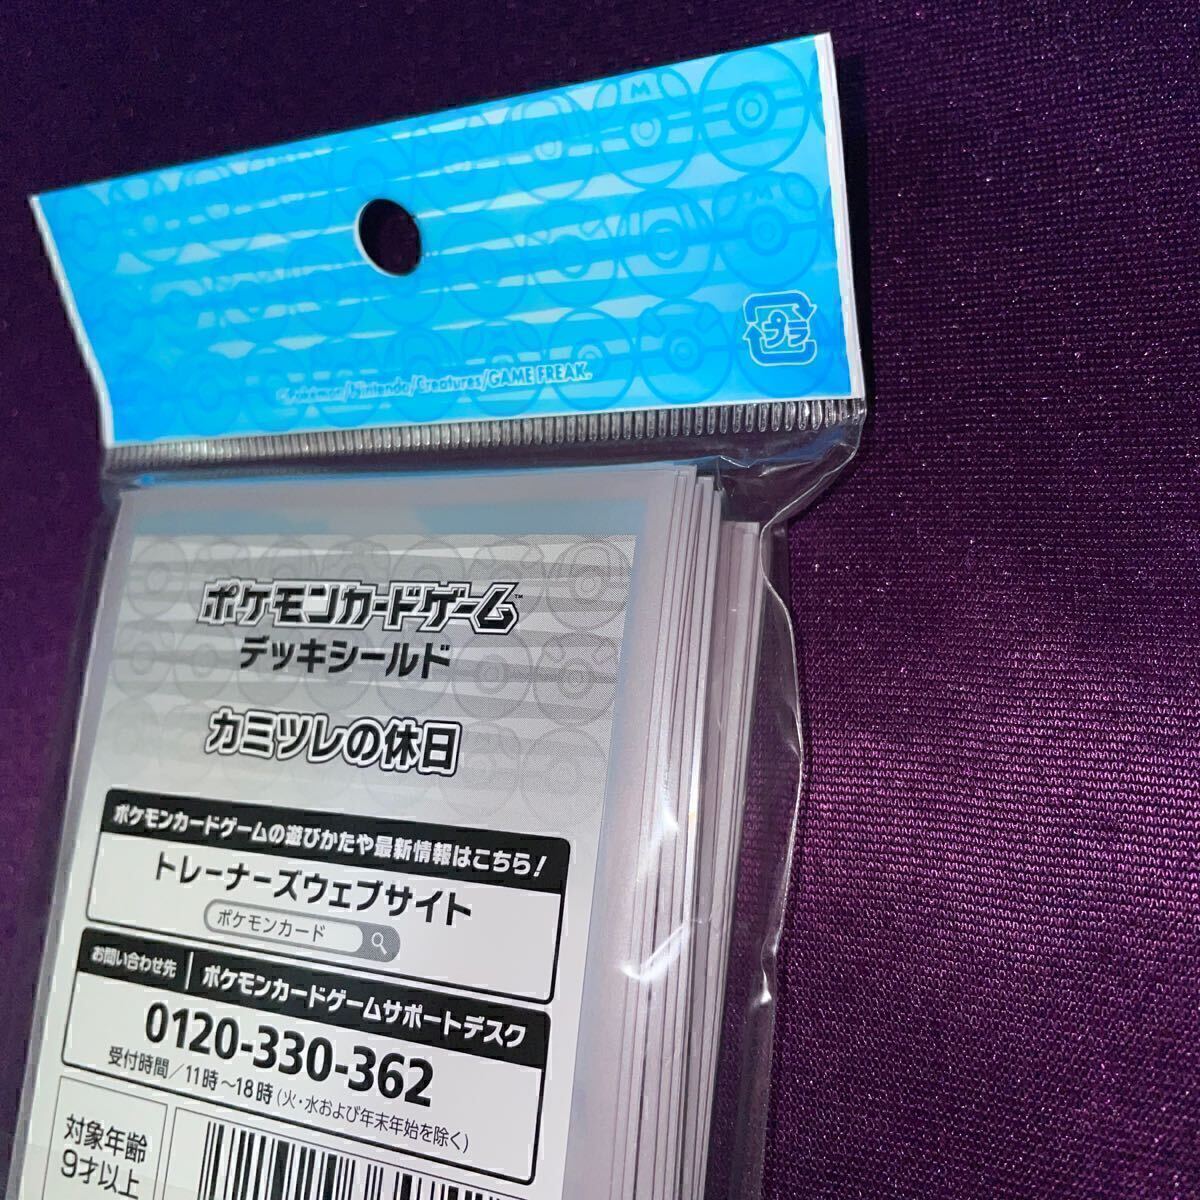 プラ
©Pokémon/Nintendo/Creatures/GAME FREAK.
ポケモンカードゲーム™
デッキシールド
カミツレの休日
ポケモンカードゲームの遊びかたや最新情報はこちら!
トレーナーズウェブサイト
ポケモンカード
お問い合わせ先 ポケモンカードゲームサポートデスク
0120-330-362
受付時間/11時~18時(火・水および年末年始を除く)
対象年齢
9才以上